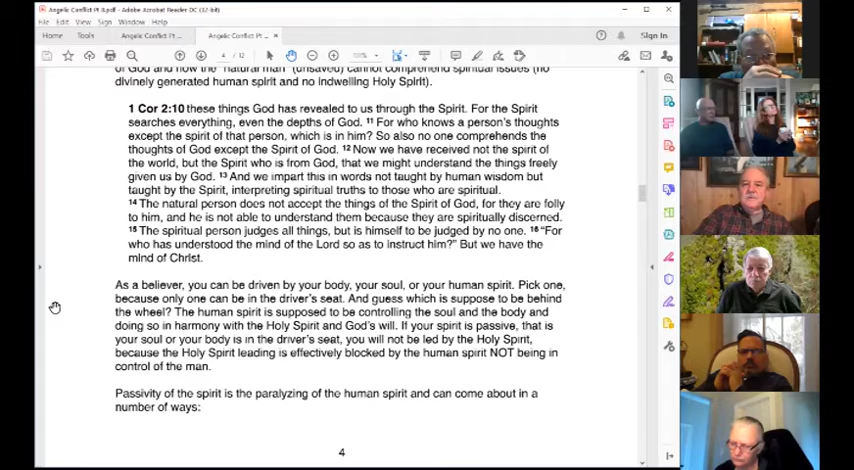 Angelic Conflict Pt 8.pdf - Adobe Acrobat Reader DC (32-bit)
File Edit View Sign Window Help
Home Tools Angelic Conflict Pt ... Angelic Conflict Pt... × Sign In
4 / 12
divinely generated human spirit and no indwelling Holy Spirit).
1 Cor 2:10 these things God has revealed to us through the Spirit. For the Spirit
searches everything, even the depths of God. 11 For who knows a person's thoughts
except the spirit of that person, which is in him? So also no one comprehends the
thoughts of God except the Spirit of God. 12 Now we have received not the spirit of
the world, but the Spirit who is from God, that we might understand the things freely
given us by God. 13 And we impart this in words not taught by human wisdom but
taught by the Spirit, interpreting spiritual truths to those who are spiritual.
14 The natural person does not accept the things of the Spirit of God, for they are folly
to him, and he is not able to understand them because they are spiritually discerned.
15 The spiritual person judges all things, but is himself to be judged by no one. 16 "For
who has understood the mind of the Lord so as to instruct him?" But we have the
mind of Christ.
As a believer, you can be driven by your body, your soul, or your human spirit. Pick one,
because only one can be in the driver's seat. And guess which is suppose to be behind
the wheel? The human spirit is supposed to be controlling the soul and the body and
doing so in harmony with the Holy Spirit and God's will. If your spirit is passive, that is
your soul or your body is in the driver's seat, you will not be led by the Holy Spirit,
because the Holy Spirit leading is effectively blocked by the human spirit NOT being in
control of the man.
Passivity of the spirit is the paralyzing of the human spirit and can come about in a
number of ways:
4